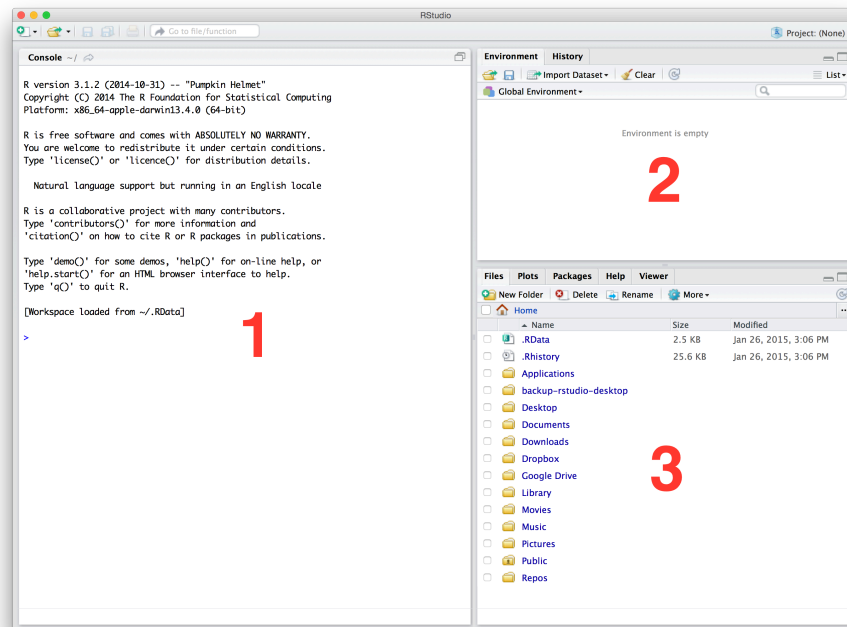 RStudio
Go to file/function
Project: (None)
Console ~/
R version 3.1.2 (2014-10-31) -- "Pumpkin Helmet"
Copyright (C) 2014 The R Foundation for Statistical Computing
Platform: x86_64-apple-darwin13.4.0 (64-bit)
R is free software and comes with ABSOLUTELY NO WARRANTY.
You are welcome to redistribute it under certain conditions.
Type 'license()' or 'licence()' for distribution details.
Natural language support but running in an English locale
R is a collaborative project with many contributors.
Type 'contributors()' for more information and
'citation()' on how to cite R or R packages in publications.
Type 'demo()' for some demos, 'help()' for on-line help, or
'help.start()' for an HTML browser interface to help.
Type 'q()' to quit R.
[Workspace loaded from ~/.RData]
>
1
Environment History
Import Dataset Clear List
Global Environment
Environment is empty
2
Files Plots Packages Help Viewer
New Folder Delete Rename More
Home
Name Size Modified
.RData 2.5 KB Jan 26, 2015, 3:06 PM
.Rhistory 25.6 KB Jan 26, 2015, 3:06 PM
Applications
backup-rstudio-desktop
Desktop
Documents
Downloads
Dropbox
Google Drive
Library
Movies
Music
Pictures
Public
Repos
3